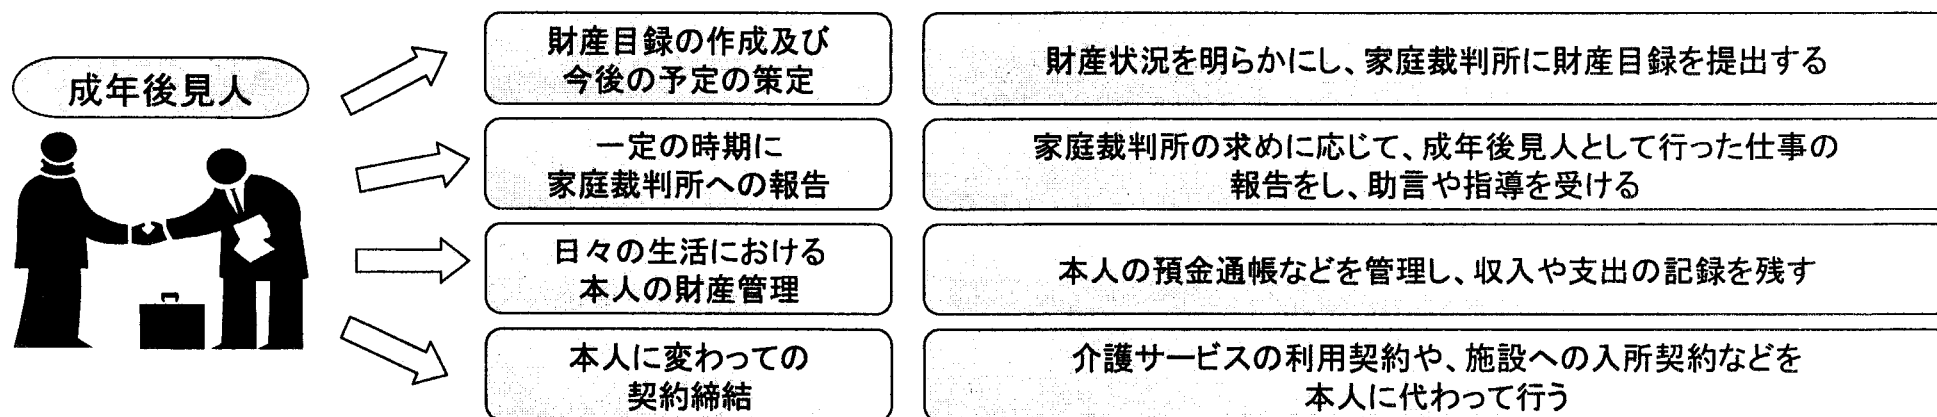 成年後見人
財産目録の作成及び
今後の予定の策定
財産状況を明らかにし、家庭裁判所に財産目録を提出する
一定の時期に
家庭裁判所への報告
家庭裁判所の求めに応じて、成年後見人として行った仕事の
報告をし、助言や指導を受ける
日々の生活における
本人の財産管理
本人の預金通帳などを管理し、収入や支出の記録を残す
本人に変わっての
契約締結
介護サービスの利用契約や、施設への入所契約などを
本人に代わって行う